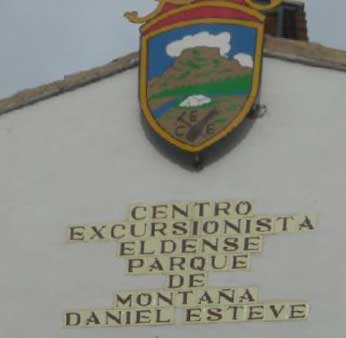 C E E
CENTRO
EXCURSIONISTA
ELDENSE
PARQUE
DE
MONTAÑA
DANIEL ESTEVE